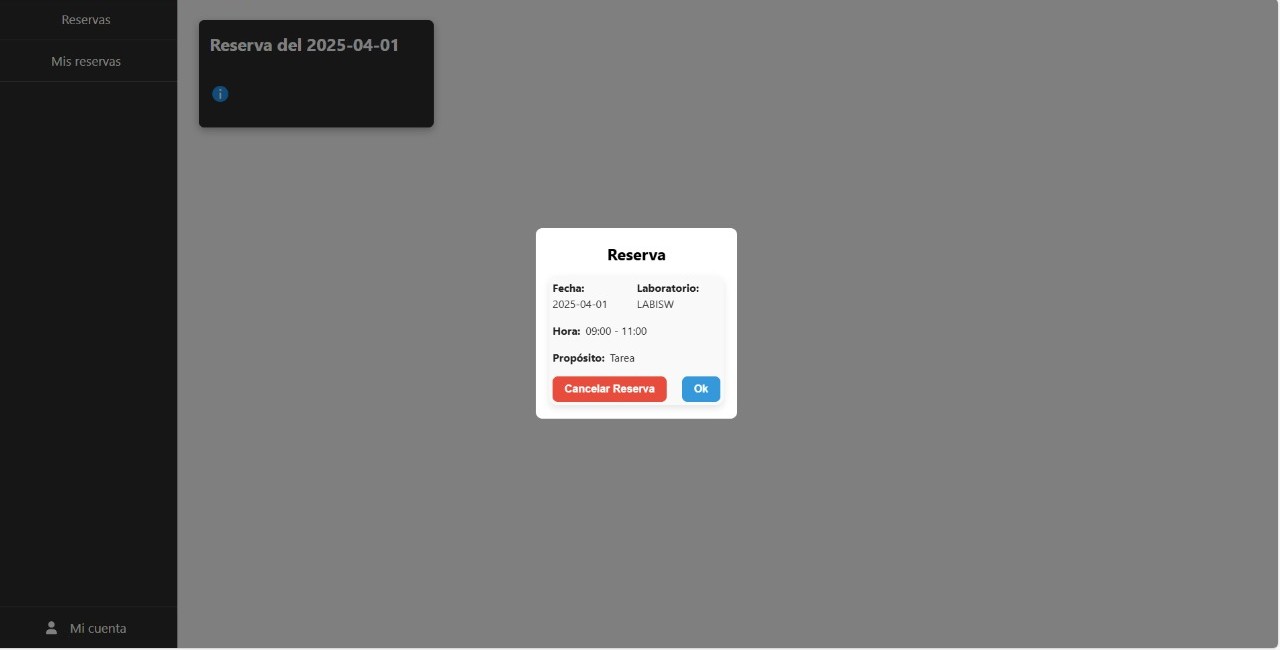 Reservas
Mis reservas
Reserva del 2025-04-01
Reserva
Fecha: Laboratorio:
2025-04-01 LABISW
Hora: 09:00 - 11:00
Propósito: Tarea
Cancelar Reserva Ok
Mi cuenta